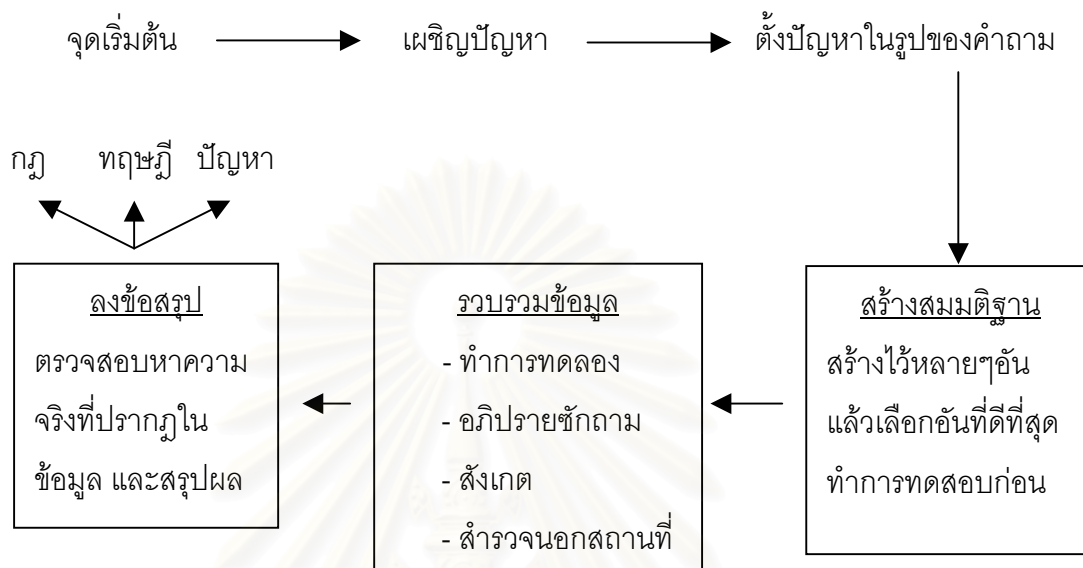 จุดเริ่มต้น
เผชิญปัญหา
ตั้งปัญหาในรูปของคำถาม
กฎ
ทฤษฎี
ปัญหา
ลงข้อสรุป
ตรวจสอบหาความ
จริงที่ปรากฎใน
ข้อมูล และสรุปผล
รวบรวมข้อมูล
- ทำการทดลอง
- อภิปรายซักถาม
- สังเกต
- สำรวจนอกสถานที่
สร้างสมมติฐาน
สร้างไว้หลายๆอัน
แล้วเลือกอันที่ดีที่สุด
ทำการทดสอบก่อน